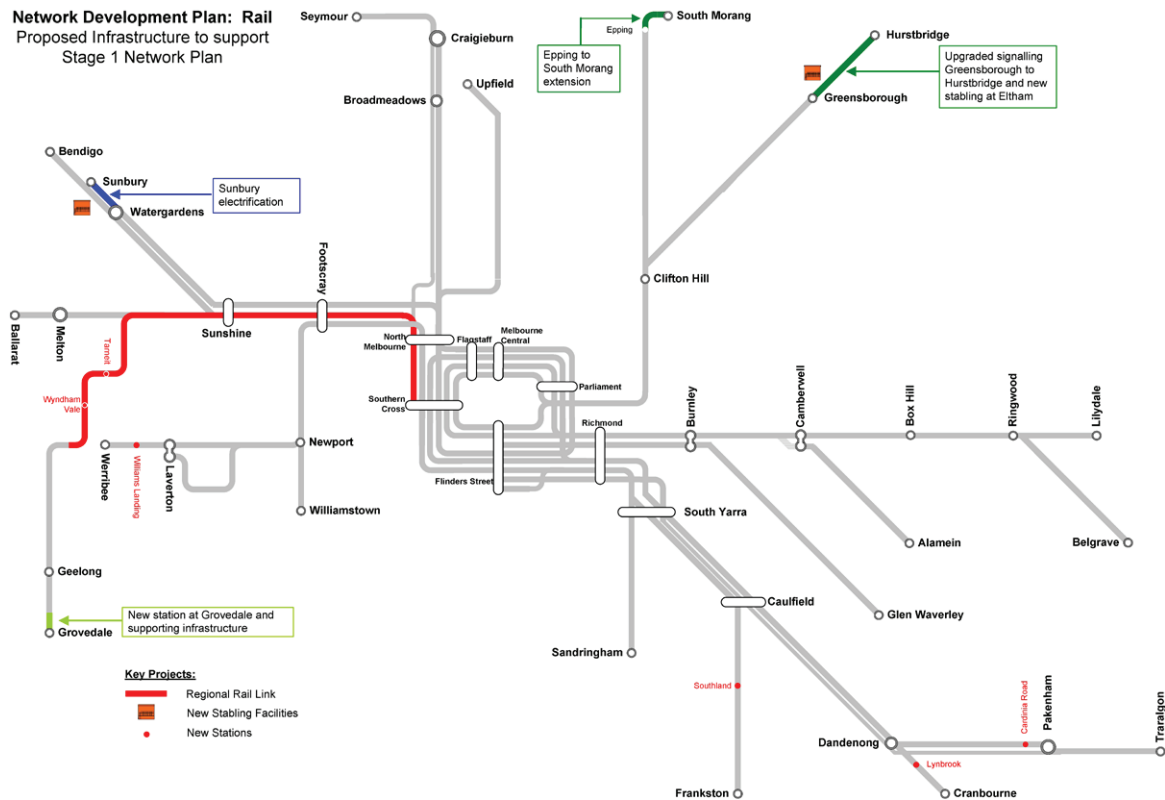 Network Development Plan: Rail
Proposed Infrastructure to support
Stage 1 Network Plan
Seymour
Craigieburn
Broadmeadows
Upfield
South Morang
Epping
Epping to
South Morang
extension
Hurstbridge
Upgraded signalling
Greensborough to
Hurstbridge and new
stabling at Eltham
Greensborough
Bendigo
Sunbury
Watergardens
Sunbury
electrification
Footscray
Clifton Hill
Ballarat
Melton
Sunshine
North
Melbourne
Flagstaff
Melbourne
Central
Tarneit
Parliament
Wyndham
Vale
Southern
Cross
Richmond
Burnley
Camberwell
Box Hill
Ringwood
Lilydale
Werribee
Williams Landing
Laverton
Newport
Flinders Street
Williamstown
South Yarra
Alamein
Belgrave
Geelong
Caulfield
Glen Waverley
New station at Grovedale and
supporting infrastructure
Grovedale
Sandringham
Key Projects:
Regional Rail Link
New Stabling Facilities
New Stations
Southland
Cardinia Road
Pakenham
Traralgon
Dandenong
Lynbrook
Frankston
Cranbourne